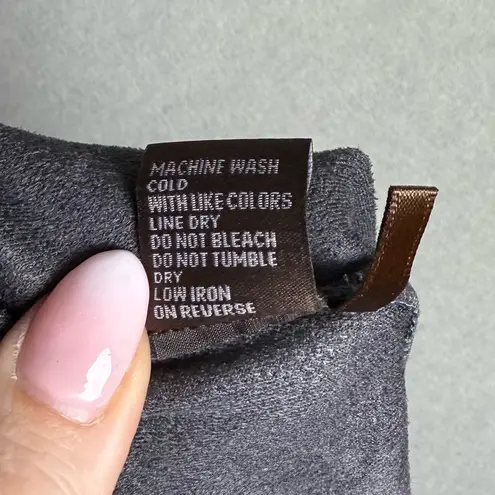 MACHINE WASH
COLD
WITH LIKE COLORS
LINE DRY
DO NOT BLEACH
DO NOT TUMBLE
DRY
LOW IRON
ON REVERSE